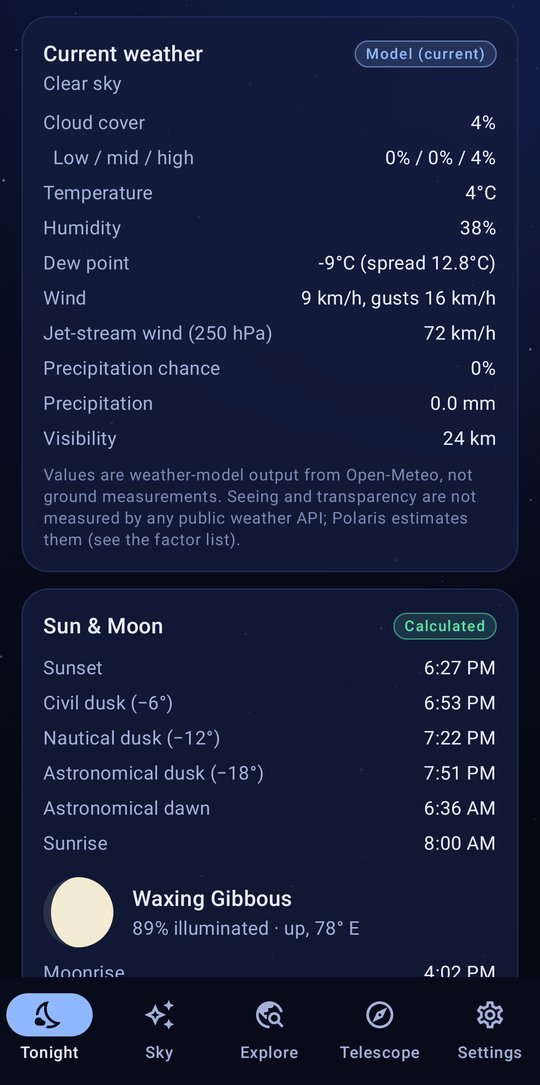 Current weather
Model (current)
Clear sky
Cloud cover 4%
Low / mid / high 0% / 0% / 4%
Temperature 4°C
Humidity 38%
Dew point -9°C (spread 12.8°C)
Wind 9 km/h, gusts 16 km/h
Jet-stream wind (250 hPa) 72 km/h
Precipitation chance 0%
Precipitation 0.0 mm
Visibility 24 km
Values are weather-model output from Open-Meteo, not
ground measurements. Seeing and transparency are not
measured by any public weather API; Polaris estimates
them (see the factor list).
Sun & Moon
Calculated
Sunset 6:27 PM
Civil dusk (−6°) 6:53 PM
Nautical dusk (−12°) 7:22 PM
Astronomical dusk (−18°) 7:51 PM
Astronomical dawn 6:36 AM
Sunrise 8:00 AM
Waxing Gibbous
89% illuminated · up, 78° E
Moonrise 4:02 PM
Tonight
Sky
Explore
Telescope
Settings